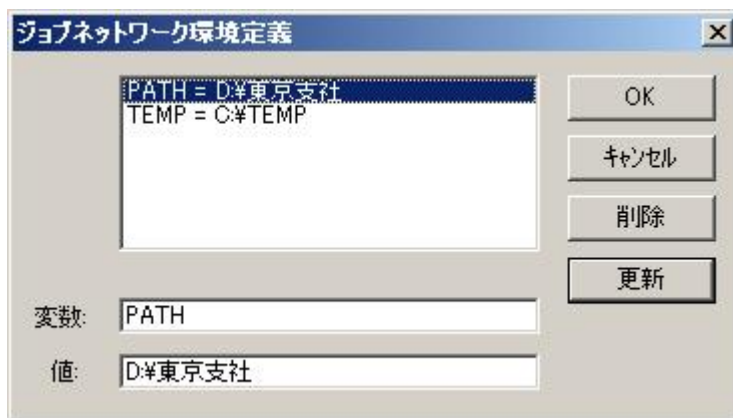 ジョブネットワーク環境定義
PATH = D:¥東京支社
TEMP = C:¥TEMP
OK
キャンセル
削除
更新
変数: PATH
値: D:¥東京支社